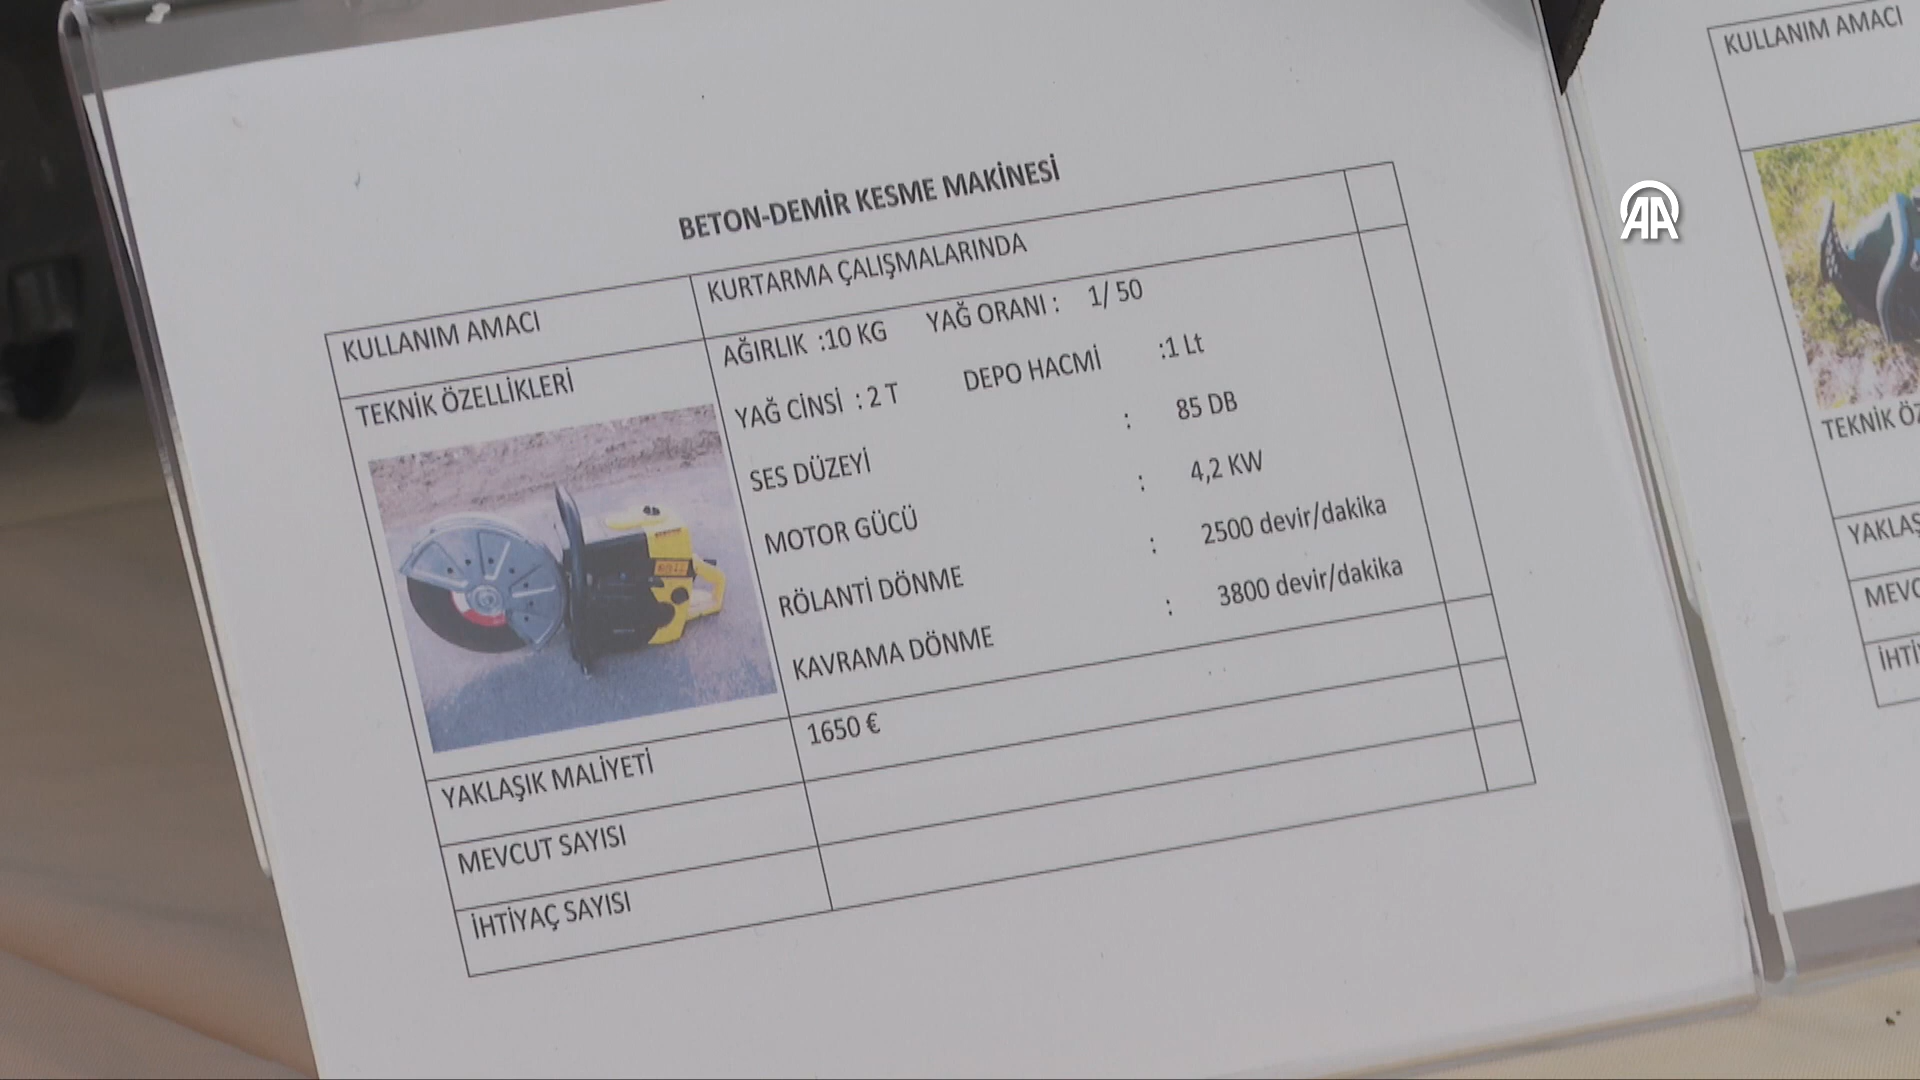 BETON-DEMİR KESME MAKİNESİ
KULLANIM AMACI
KURTARMA ÇALIŞMALARINDA
TEKNİK ÖZELLİKLERİ
AĞIRLIK :10 KG YAĞ ORANI : 1/ 50
YAĞ CİNSİ : 2 T DEPO HACMİ :1 Lt
SES DÜZEYİ : 85 DB
MOTOR GÜCÜ : 4,2 KW
RÖLANTİ DÖNME : 2500 devir/dakika
KAVRAMA DÖNME : 3800 devir/dakika
YAKLAŞIK MALİYETİ
1650 €
MEVCUT SAYISI
İHTİYAÇ SAYISI
AA
KULLANIM AMACI
TEKNİK ÖZ
YAKLAŞ
MEVC
İHTİY